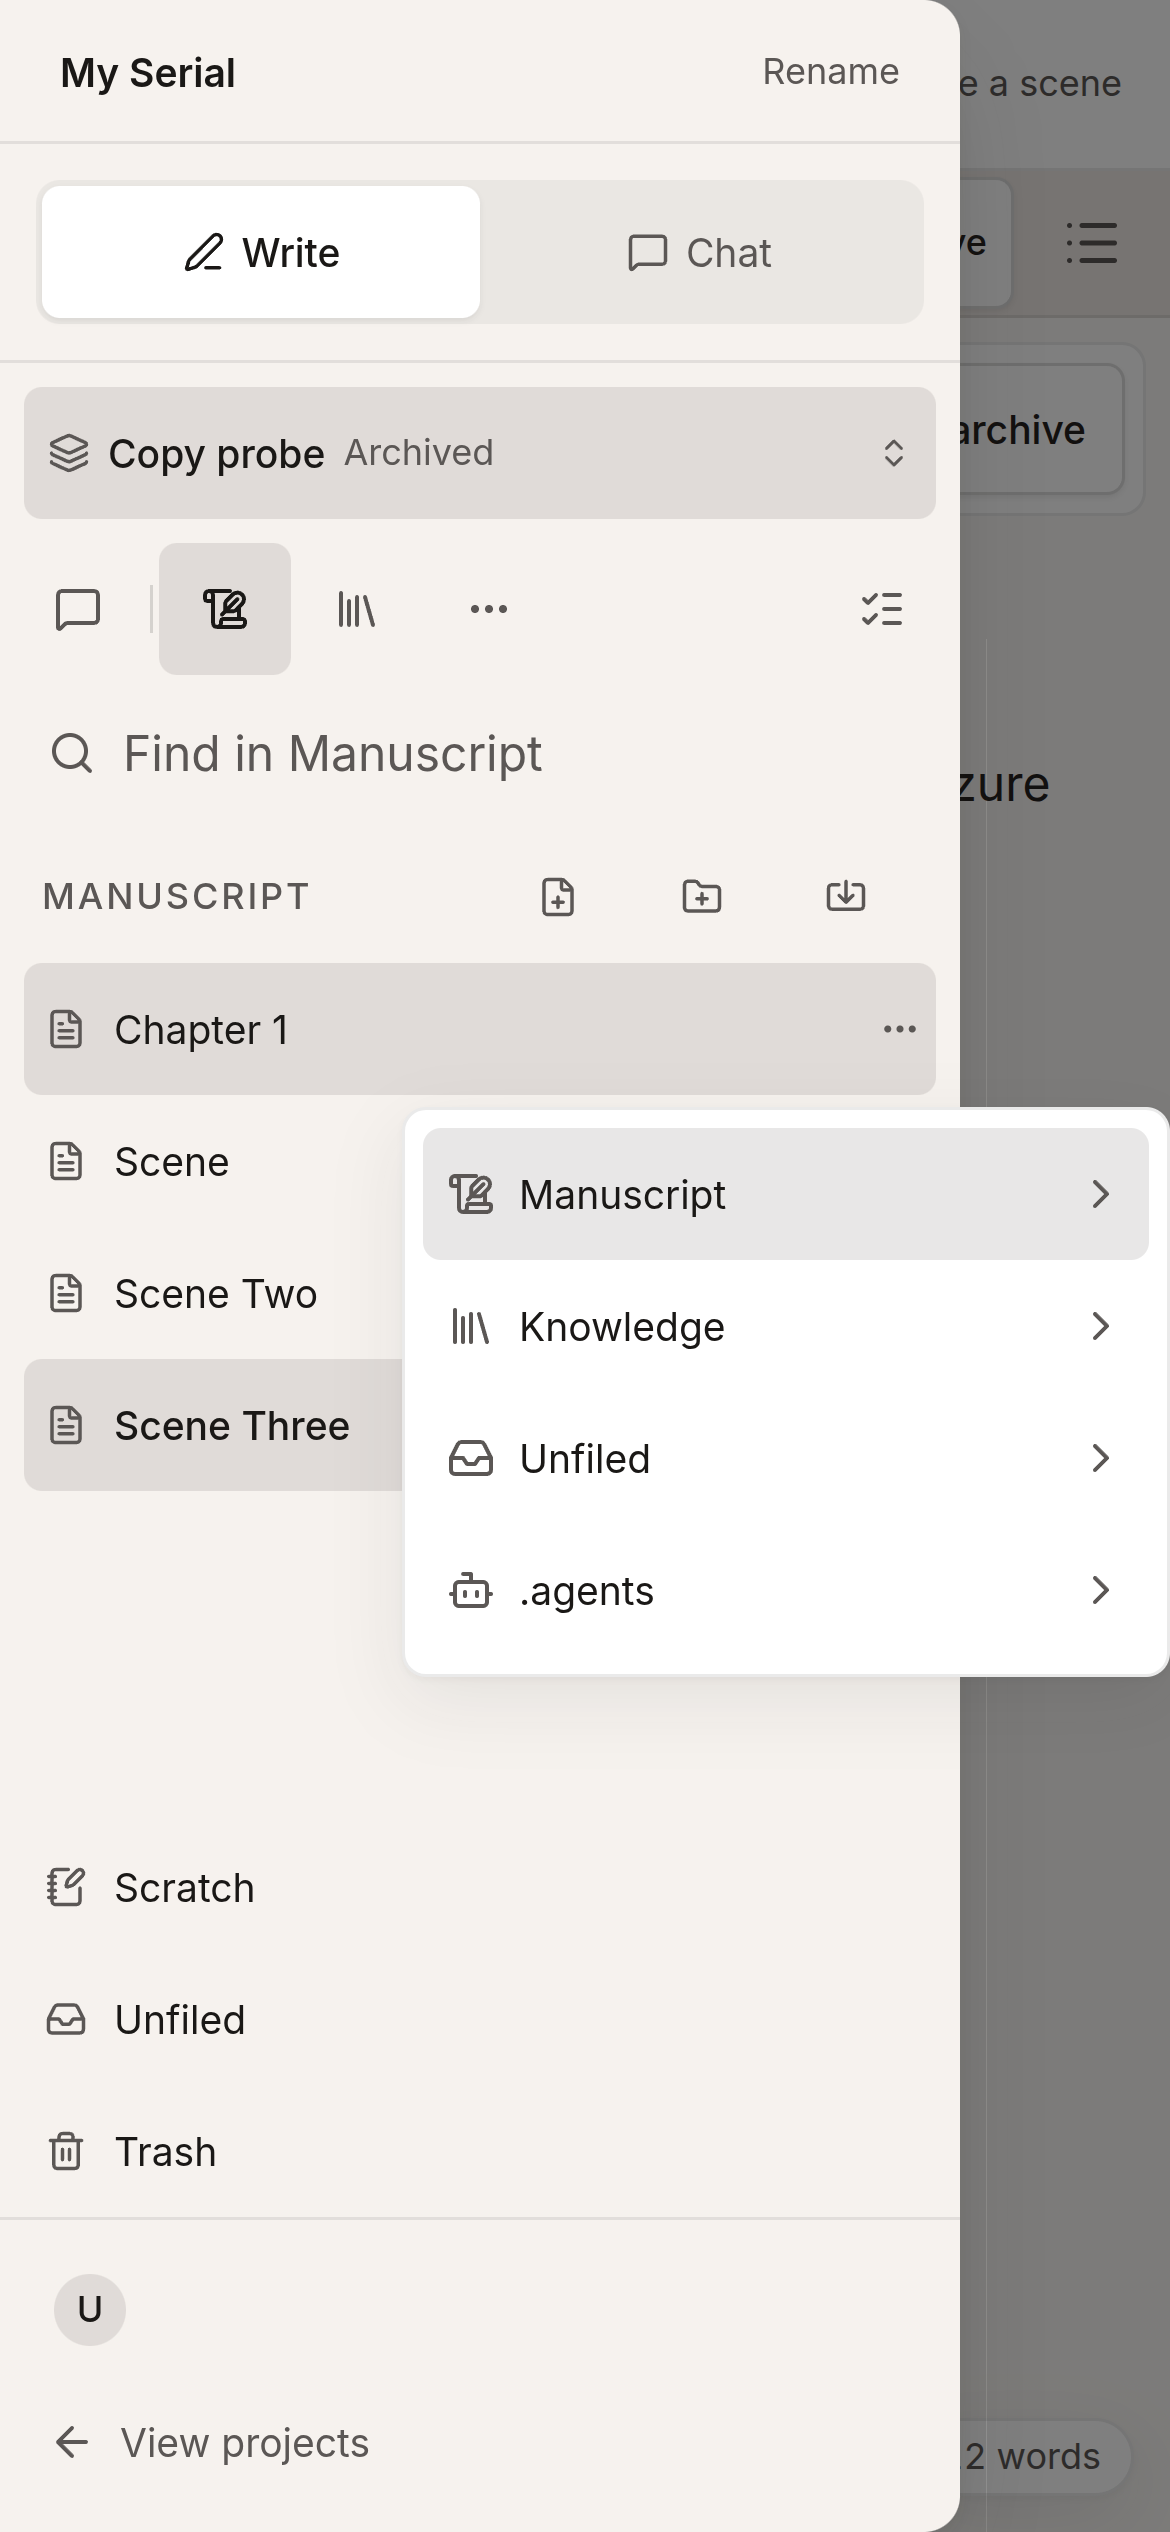 My Serial
Rename
e a scene
Write
Chat
ve
Copy probe Archived
archive
Find in Manuscript
zure
MANUSCRIPT
Chapter 1
Scene
Manuscript
Scene Two
Knowledge
Scene Three
Unfiled
.agents
Scratch
Unfiled
Trash
U
View projects
2 words